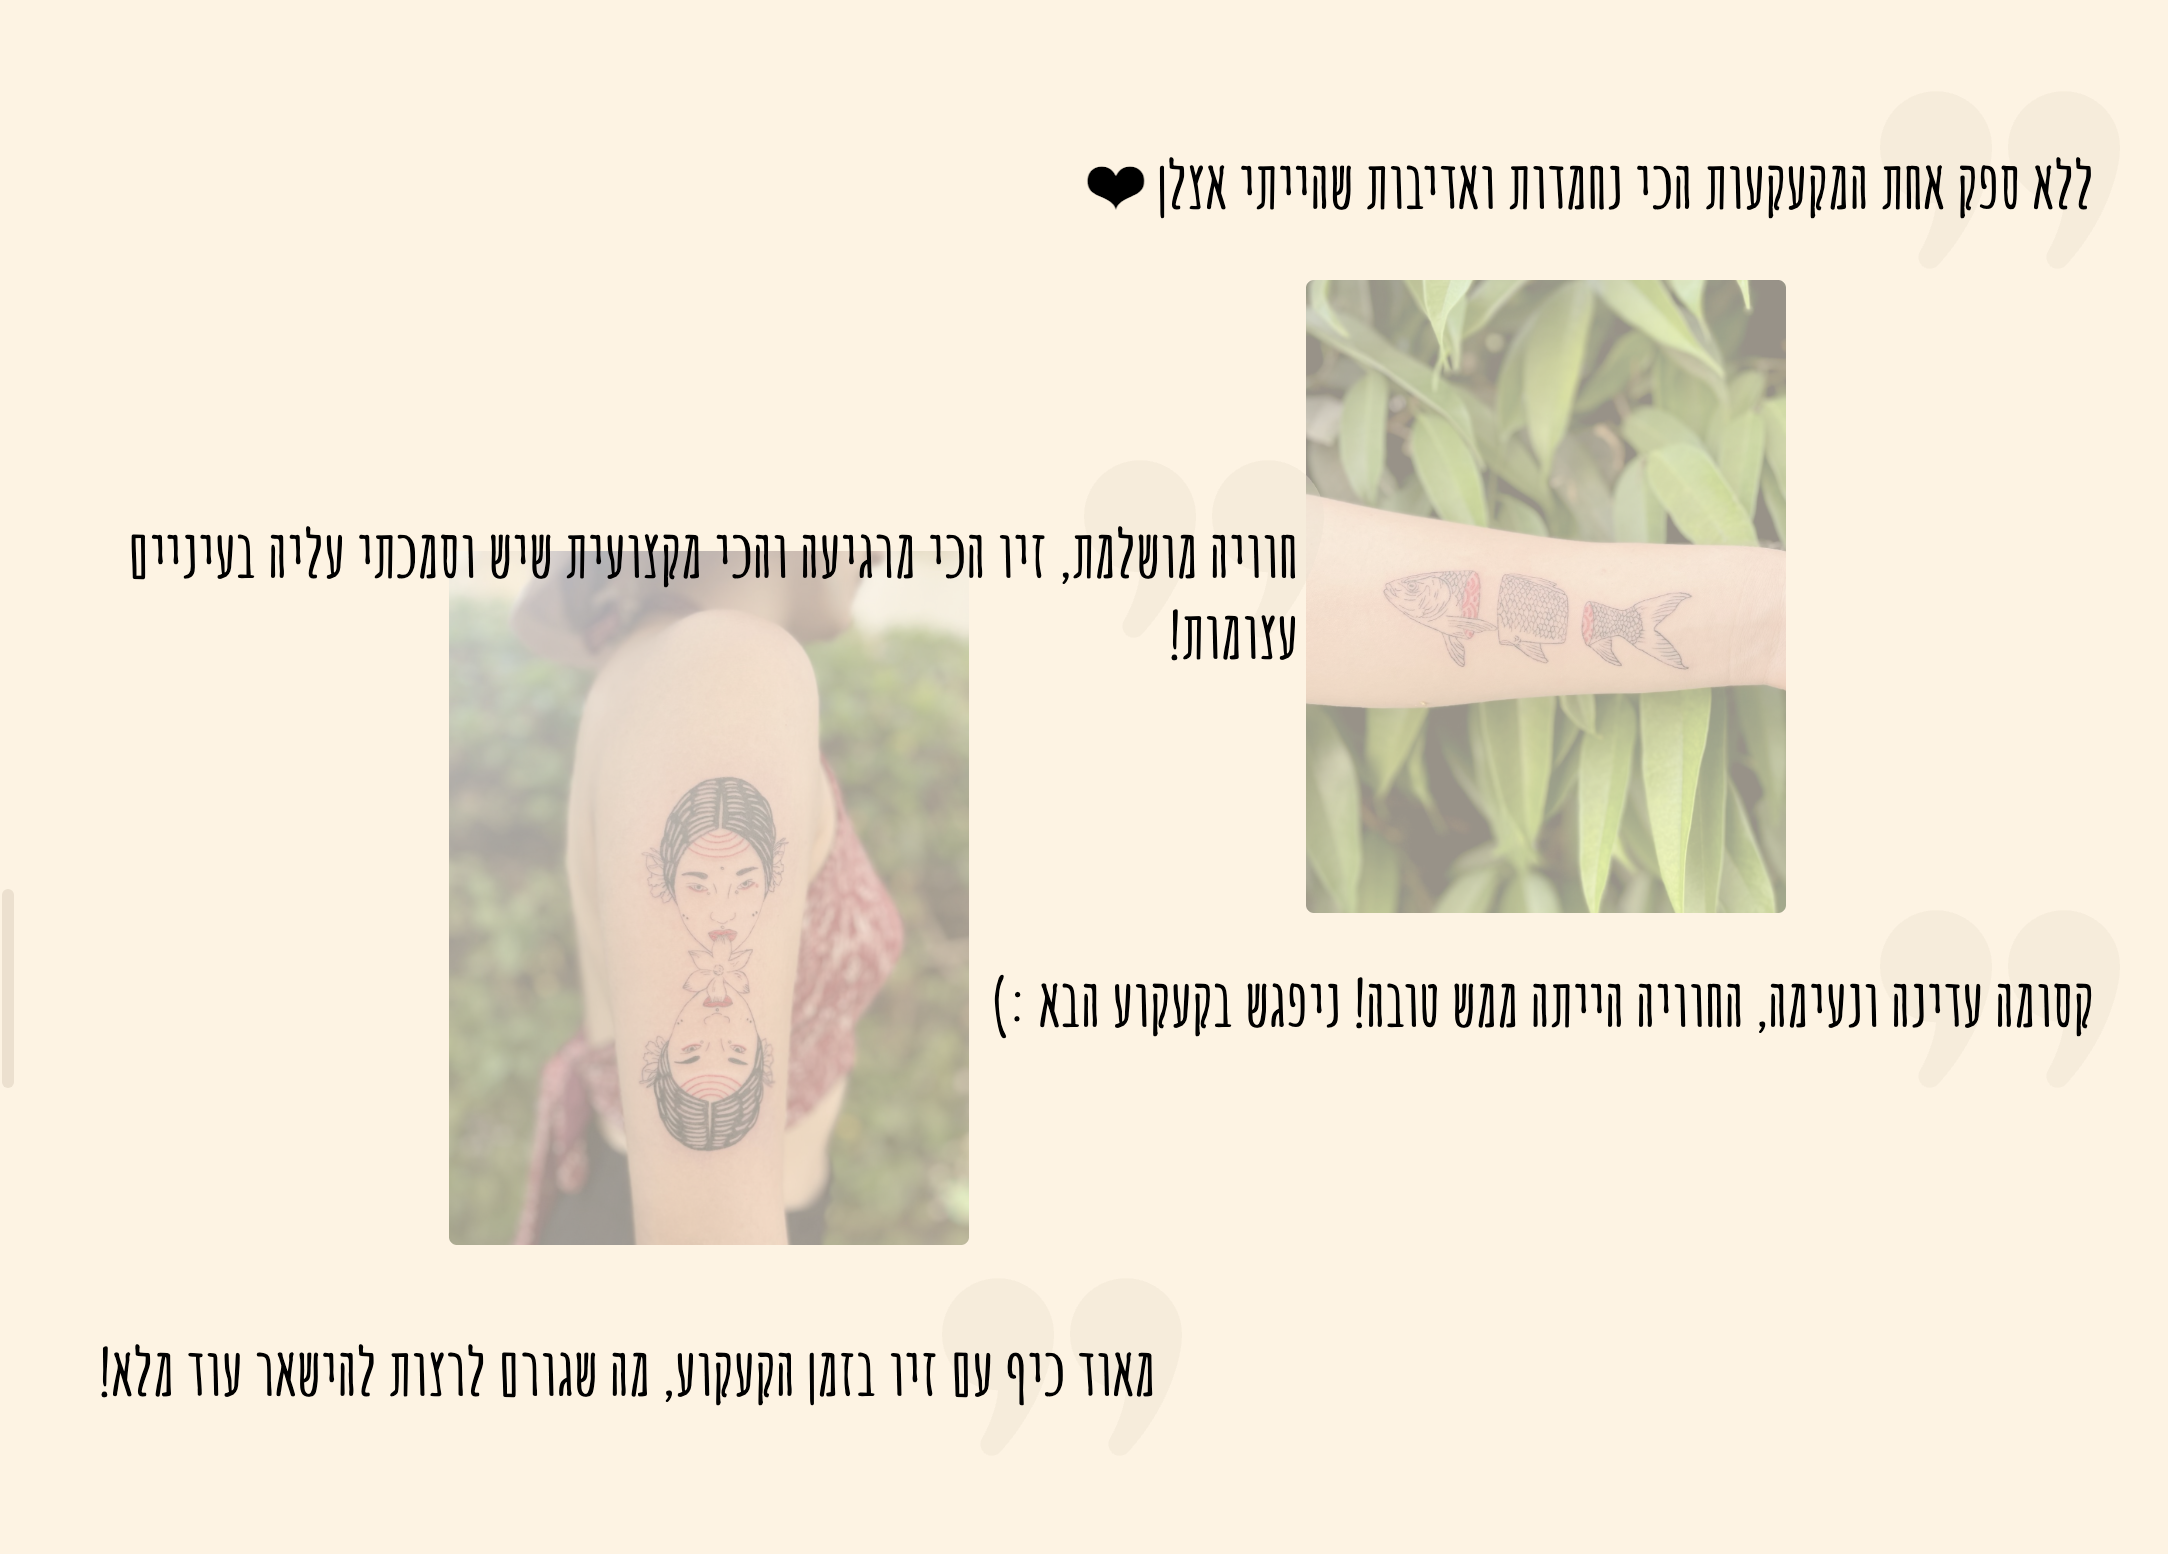 ללא ספק אחת המקעקעות הכי נחמדות ואדיבות שהייתי אצלן ❤
חוויה מושלמת, זיו הכי מרגיעה והכי מקצועית שיש וסמכתי עליה בעיניים
עצומות!
קסומה עדינה ונעימה, החוויה הייתה ממש טובה! ניפגש בקעקוע הבא :)
מאוד כיף עם זיו בזמן הקעקוע, מה שגורם לרצות להישאר עוד מלא!